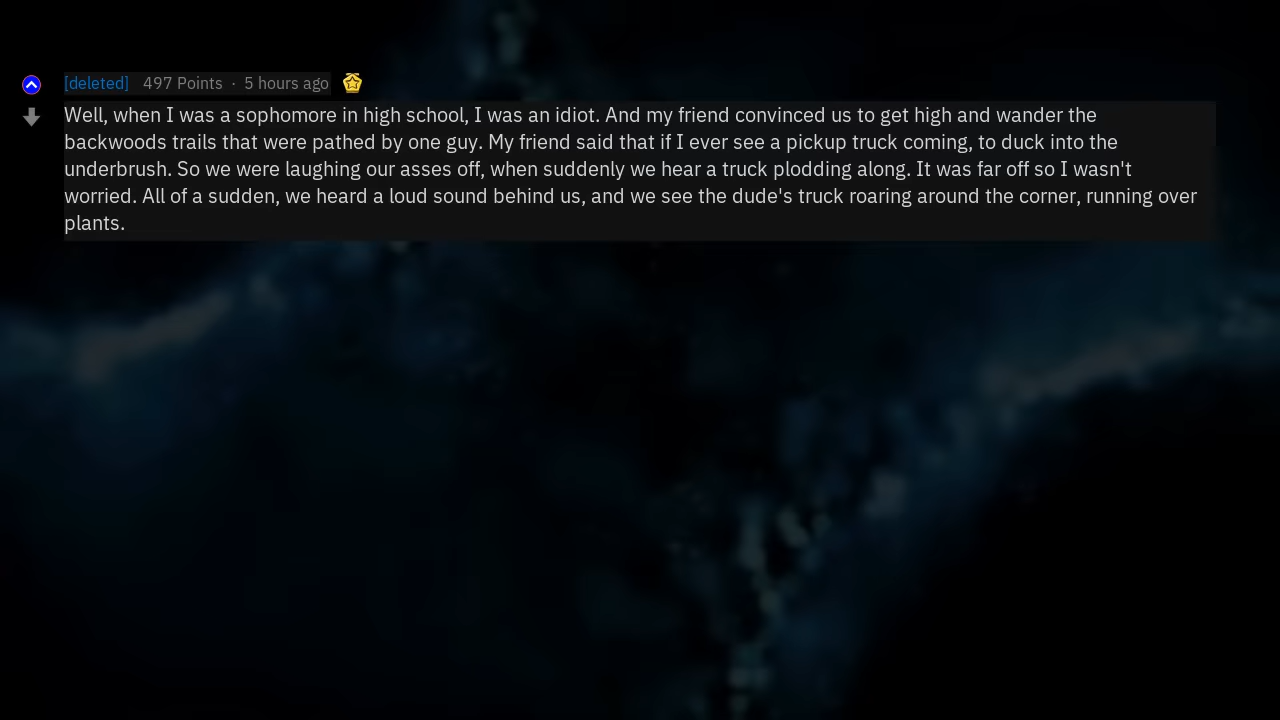 [deleted] 497 Points · 5 hours ago
Well, when I was a sophomore in high school, I was an idiot. And my friend convinced us to get high and wander the
backwoods trails that were pathed by one guy. My friend said that if I ever see a pickup truck coming, to duck into the
underbrush. So we were laughing our asses off, when suddenly we hear a truck plodding along. It was far off so I wasn't
worried. All of a sudden, we heard a loud sound behind us, and we see the dude's truck roaring around the corner, running over
plants.